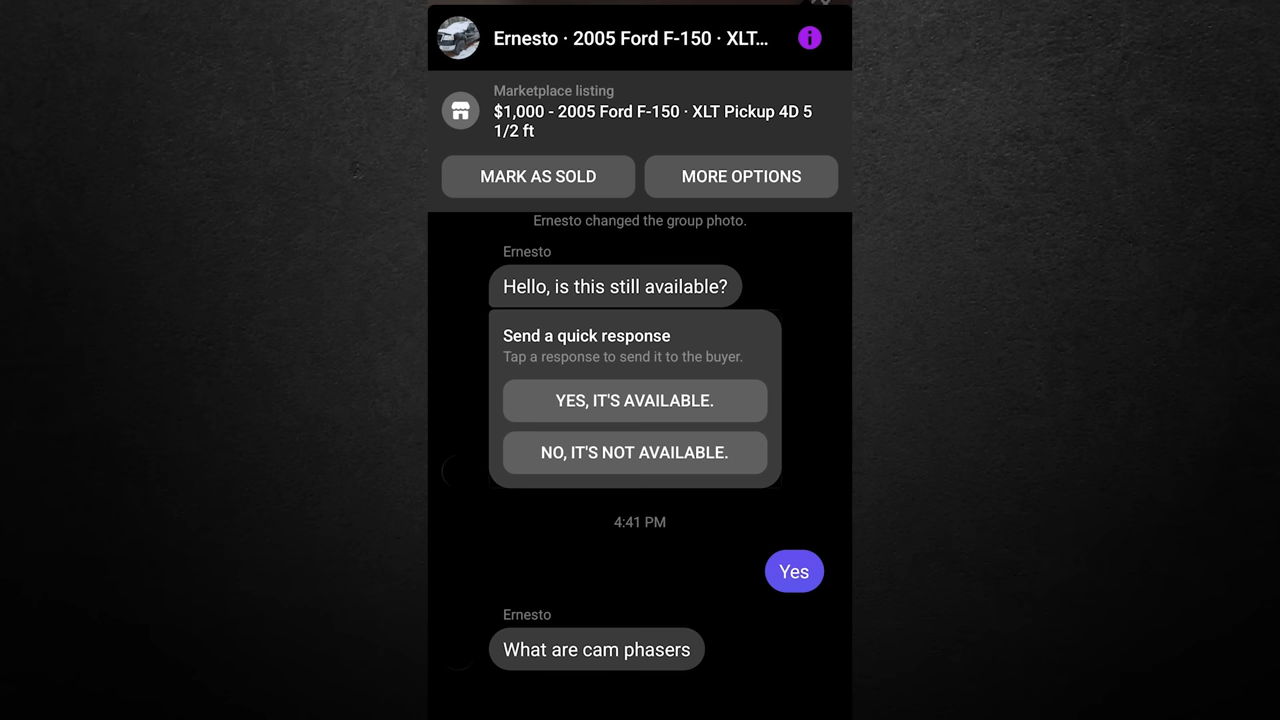 Ernesto · 2005 Ford F-150 · XLT...
Marketplace listing
$1,000 - 2005 Ford F-150 · XLT Pickup 4D 5
1/2 ft
MARK AS SOLD
MORE OPTIONS
Ernesto changed the group photo.
Ernesto
Hello, is this still available?
Send a quick response
Tap a response to send it to the buyer.
YES, IT'S AVAILABLE.
NO, IT'S NOT AVAILABLE.
4:41 PM
Yes
Ernesto
What are cam phasers